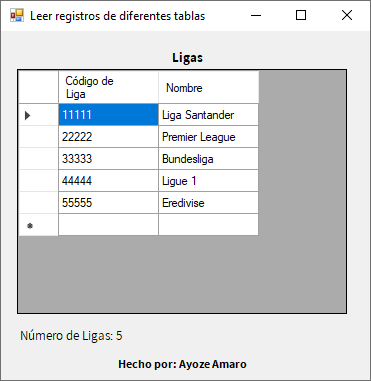 Leer registros de diferentes tablas
Ligas
Código de Liga Nombre
11111 Liga Santander
22222 Premier League
33333 Bundesliga
44444 Ligue 1
55555 Eredivise
Número de Ligas: 5
Hecho por: Ayoze Amaro